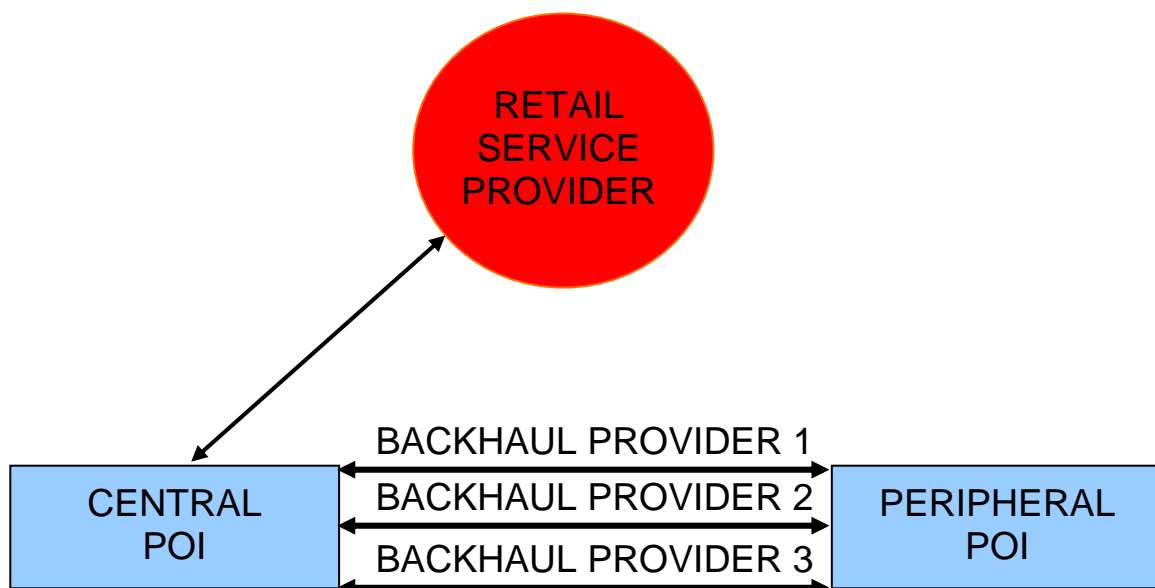 RETAIL
SERVICE
PROVIDER
BACKHAUL PROVIDER 1
CENTRAL
POI
BACKHAUL PROVIDER 2
PERIPHERAL
POI
BACKHAUL PROVIDER 3